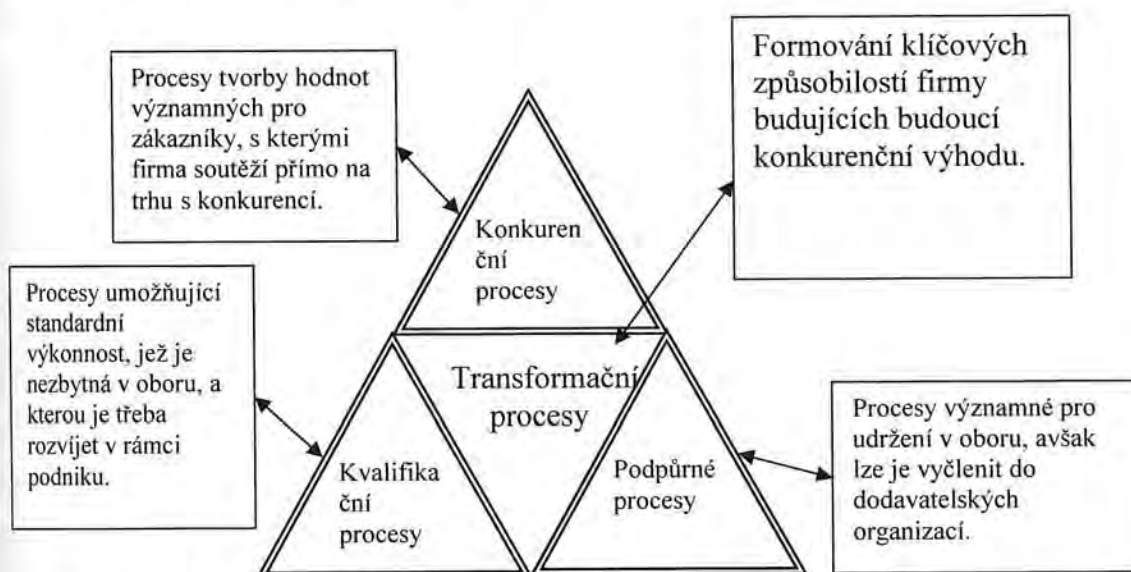 Procesy tvorby hodnot
významných pro
zákazníky, s kterými
firma soutěží přímo na
trhu s konkurencí.
Formování klíčových
způsobilostí firmy
budujících budoucí
konkurenční výhodu.
Konkuren
ční
procesy
Procesy umožňující
standardní
výkonnost, jež je
nezbytná v oboru, a
kterou je třeba
rozvíjet v rámci
podniku.
Transformační
procesy
Kvalifika
ční
procesy
Podpůrné
procesy
Procesy významné pro
udržení v oboru, avšak
lze je vyčlenit do
dodavatelských
organizací.